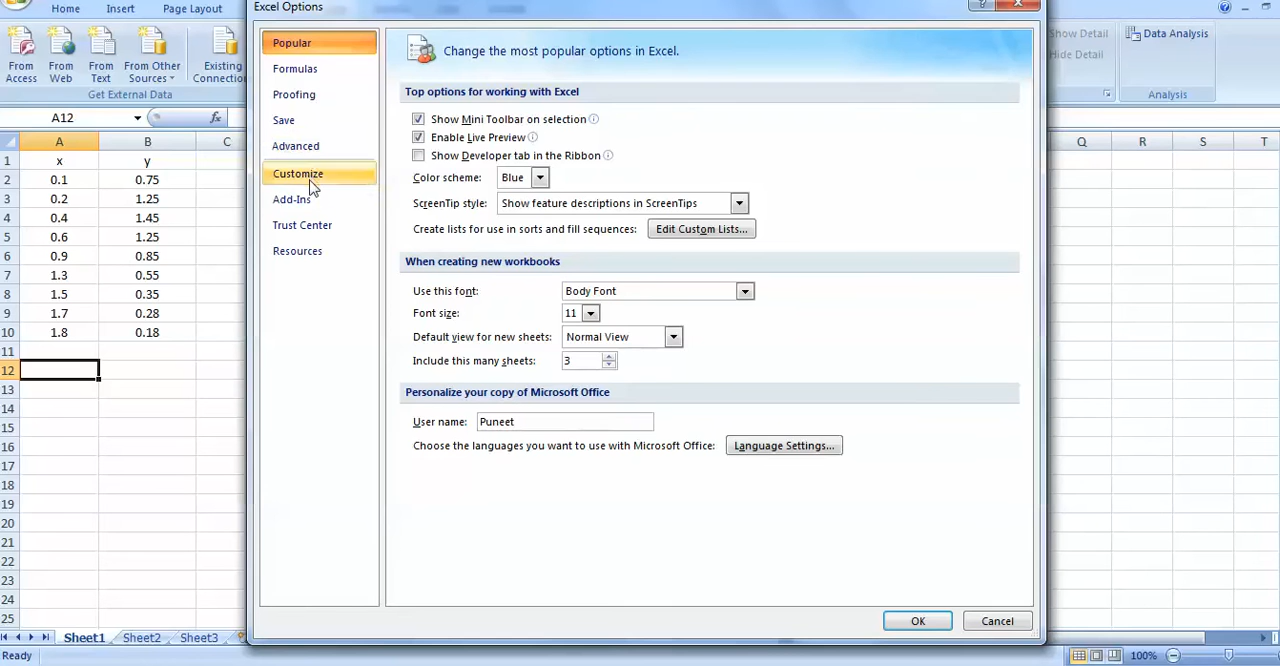 Home Insert Page Layout
From Access
From Web
From Text
From Other Sources
Existing
Get External Data
Show Detail
Hide Detail
Data Analysis
Analysis
A12 fx
A B C Q R S T
1 x y
2 0.1 0.75
3 0.2 1.25
4 0.4 1.45
5 0.6 1.25
6 0.9 0.85
7 1.3 0.55
8 1.5 0.35
9 1.7 0.28
10 1.8 0.18
11
12
13
14
15
16
17
18
19
20
21
22
23
24
25
Sheet1 Sheet2 Sheet3
Ready 100%
Excel Options
Popular
Formulas
Proofing
Save
Advanced
Customize
Add-Ins
Trust Center
Resources
Change the most popular options in Excel.
Top options for working with Excel
Show Mini Toolbar on selection
Enable Live Preview
Show Developer tab in the Ribbon
Color scheme: Blue
ScreenTip style: Show feature descriptions in ScreenTips
Create lists for use in sorts and fill sequences: Edit Custom Lists...
When creating new workbooks
Use this font: Body Font
Font size: 11
Default view for new sheets: Normal View
Include this many sheets: 3
Personalize your copy of Microsoft Office
User name: Puneet
Choose the languages you want to use with Microsoft Office: Language Settings...
OK Cancel